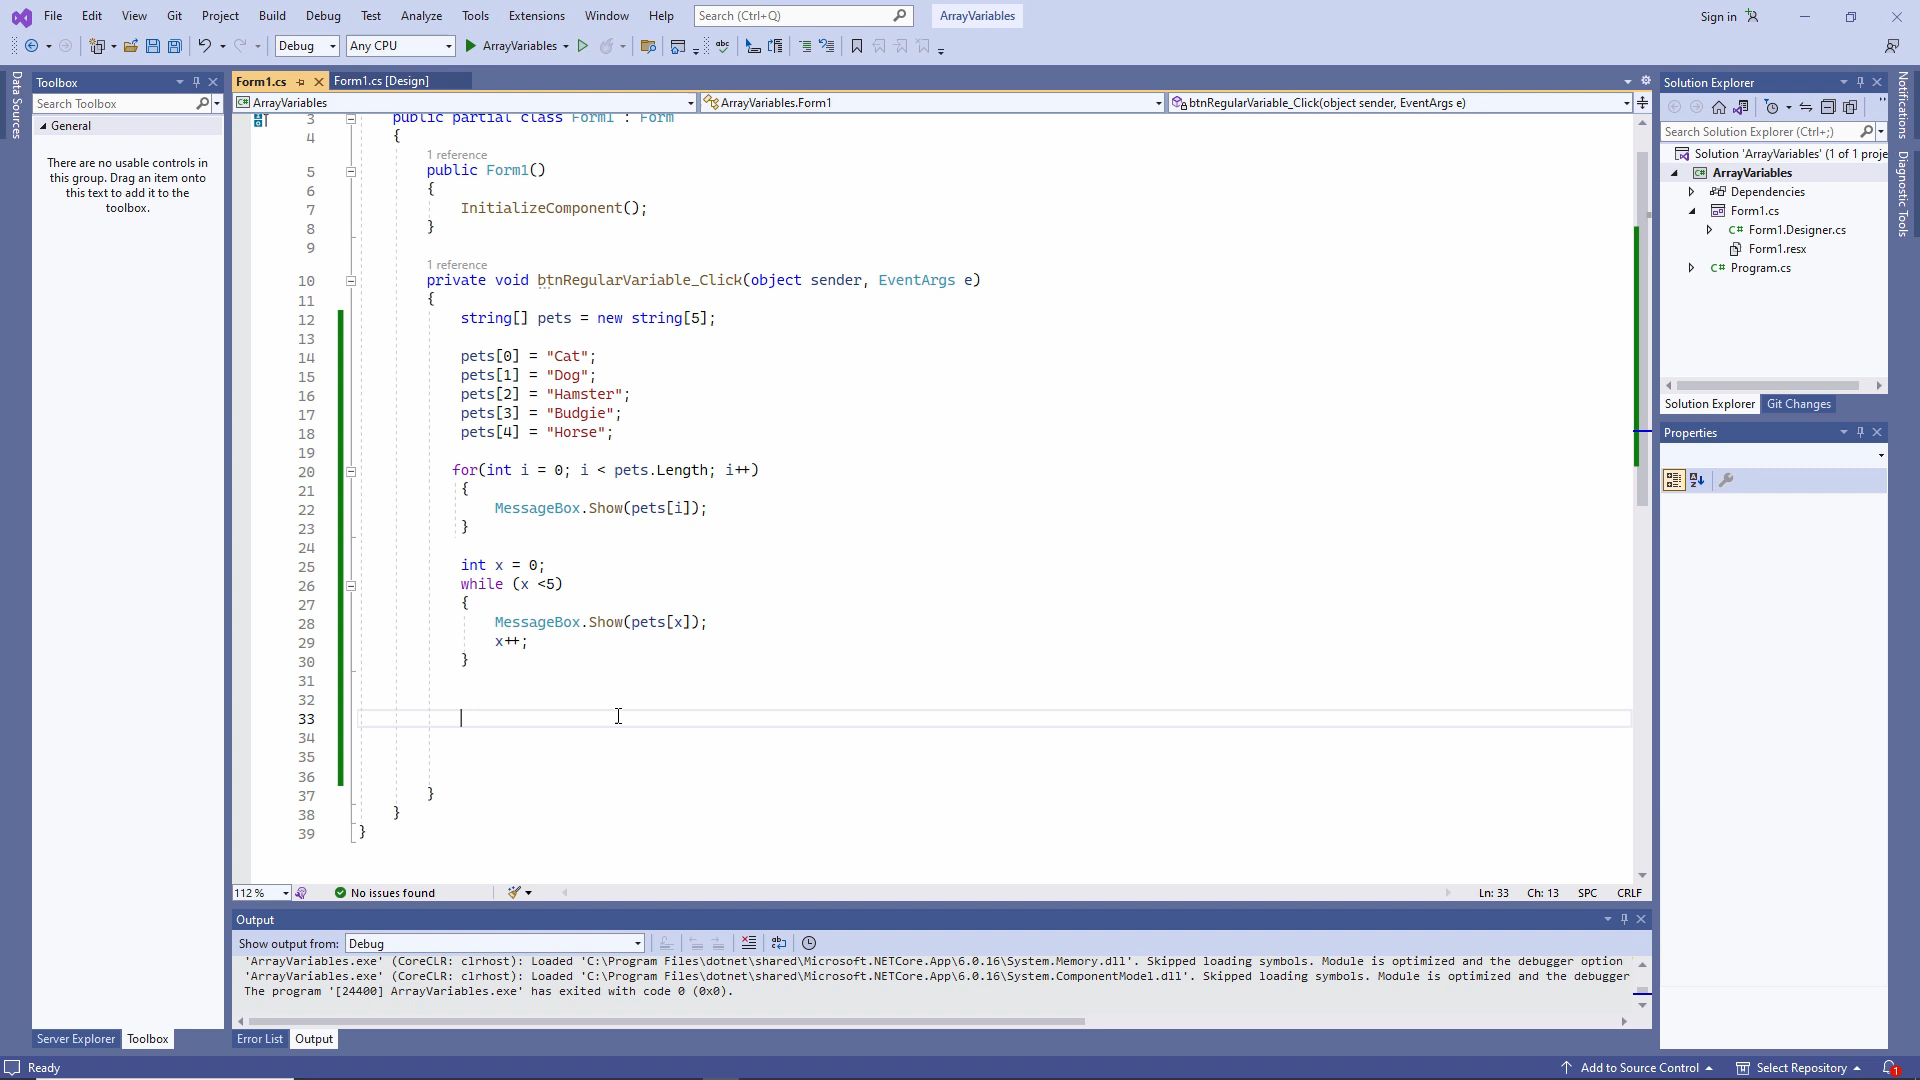 File Edit View Git Project Build Debug Test Analyze Tools Extensions Window Help Search (Ctrl+Q) ArrayVariables Sign in
Debug Any CPU ArrayVariables
Data Sources
Toolbox
Search Toolbox
General
There are no usable controls in
this group. Drag an item onto
this text to add it to the
toolbox.
Server Explorer Toolbox
Form1.cs Form1.cs [Design]
ArrayVariables ArrayVariables.Form1 btnRegularVariable_Click(object sender, EventArgs e)
3 public partial class Form1 : Form
4 {
1 reference
5 public Form1()
6 {
7 InitializeComponent();
8 }
9
1 reference
10 private void btnRegularVariable_Click(object sender, EventArgs e)
11 {
12 string[] pets = new string[5];
13
14 pets[0] = "Cat";
15 pets[1] = "Dog";
16 pets[2] = "Hamster";
17 pets[3] = "Budgie";
18 pets[4] = "Horse";
19
20 for(int i = 0; i < pets.Length; i++)
21 {
22 MessageBox.Show(pets[i]);
23 }
24
25 int x = 0;
26 while (x <5)
27 {
28 MessageBox.Show(pets[x]);
29 x++;
30 }
31
32
33
34
35
36
37 }
38 }
39 }
112 % No issues found Ln: 33 Ch: 13 SPC CRLF
Output
Show output from: Debug
'ArrayVariables.exe' (CoreCLR: clrhost): Loaded 'C:\Program Files\dotnet\shared\Microsoft.NETCore.App\6.0.16\System.Memory.dll'. Skipped loading symbols. Module is optimized and the debugger option
'ArrayVariables.exe' (CoreCLR: clrhost): Loaded 'C:\Program Files\dotnet\shared\Microsoft.NETCore.App\6.0.16\System.ComponentModel.dll'. Skipped loading symbols. Module is optimized and the debugger
The program '[24400] ArrayVariables.exe' has exited with code 0 (0x0).
Error List Output
Solution Explorer
Search Solution Explorer (Ctrl+;)
Solution 'ArrayVariables' (1 of 1 proje
ArrayVariables
Dependencies
Form1.cs
Form1.Designer.cs
Form1.resx
Program.cs
Solution Explorer Git Changes
Properties
Notifications
Diagnostic Tools
Ready Add to Source Control Select Repository 1